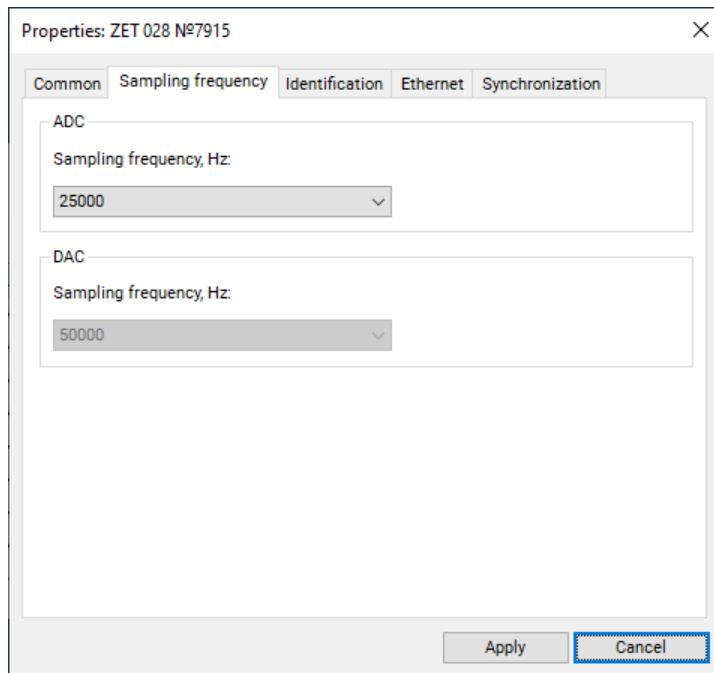 Properties: ZET 028 №7915
Common Sampling frequency Identification Ethernet Synchronization
ADC
Sampling frequency, Hz:
25000
DAC
Sampling frequency, Hz:
50000
Apply Cancel